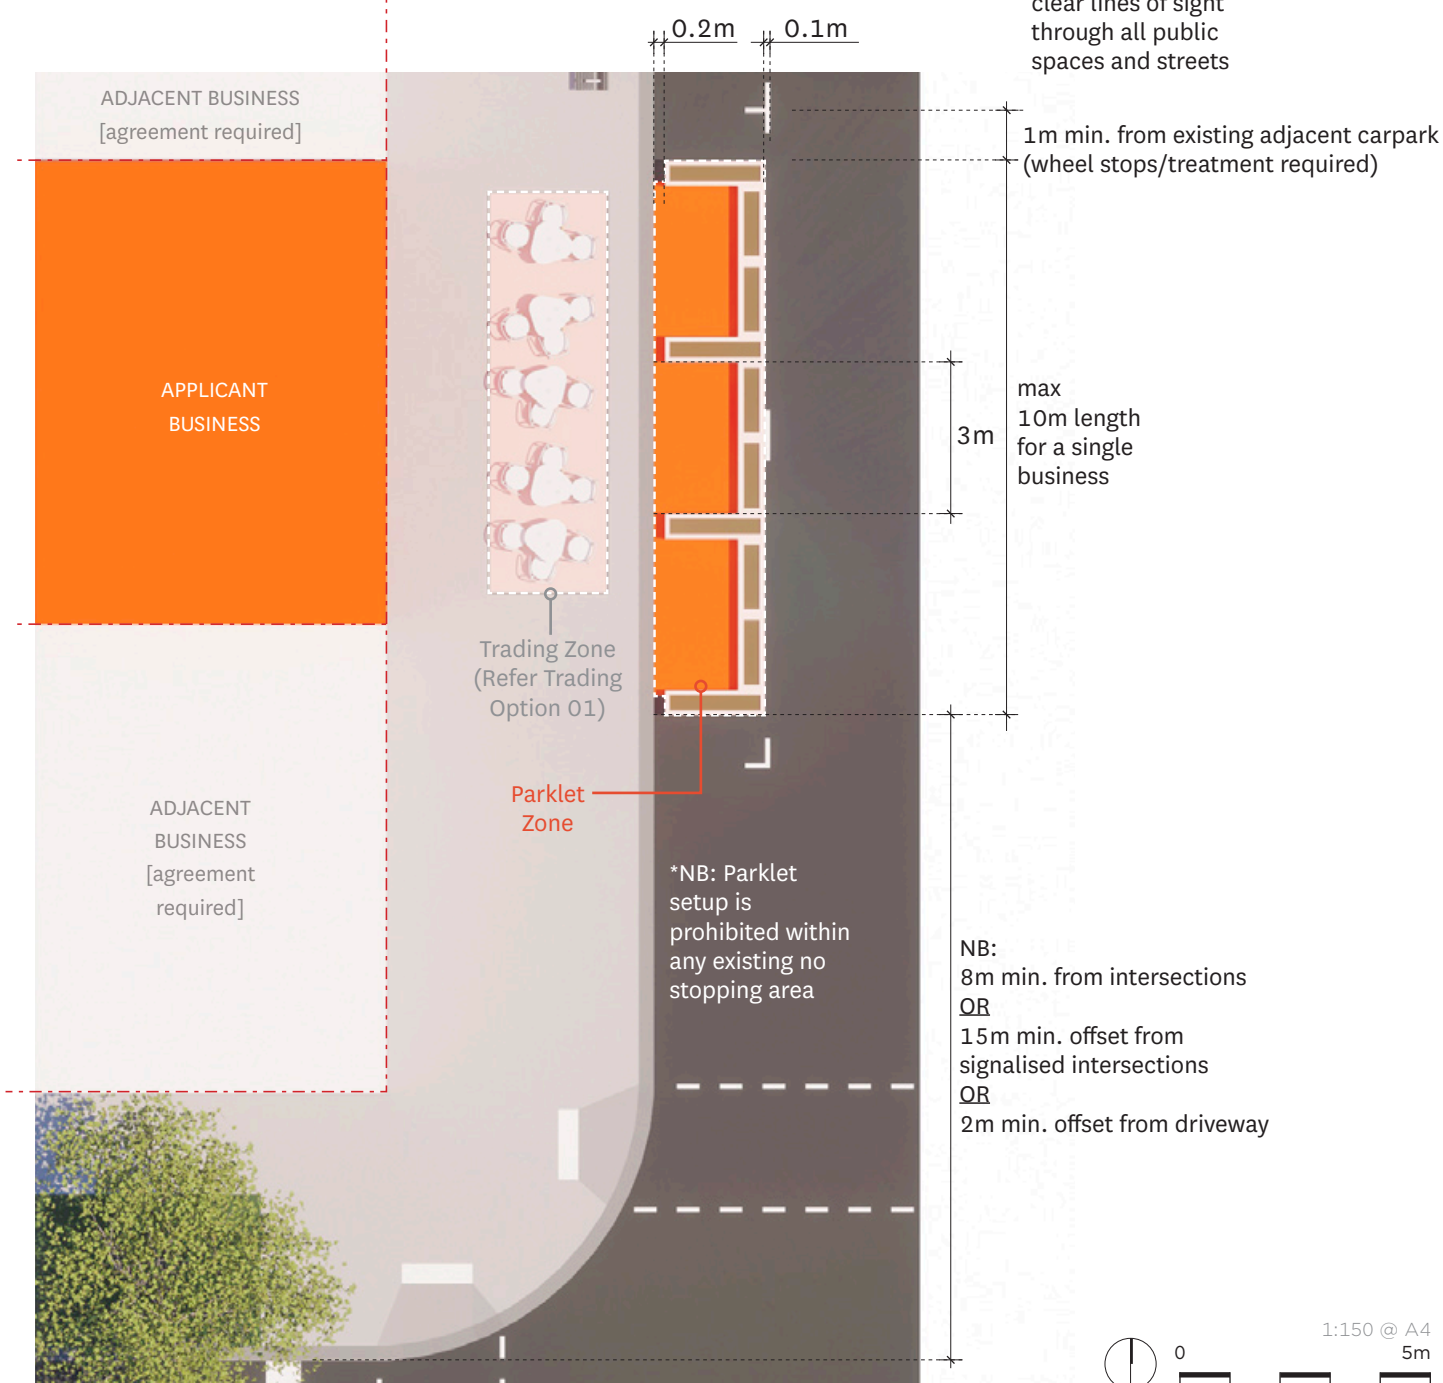 clear lines of sight
through all public
spaces and streets
0.2m
0.1m
ADJACENT BUSINESS
[agreement required]
1m min. from existing adjacent carpark
(wheel stops/treatment required)
APPLICANT
BUSINESS
max
10m length
for a single
business
3m
Trading Zone
(Refer Trading
Option 01)
Parklet
Zone
ADJACENT
BUSINESS
[agreement
required]
*NB: Parklet
setup is
prohibited within
any existing no
stopping area
NB:
8m min. from intersections
OR
15m min. offset from
signalised intersections
OR
2m min. offset from driveway
1:150 @ A4
0
5m